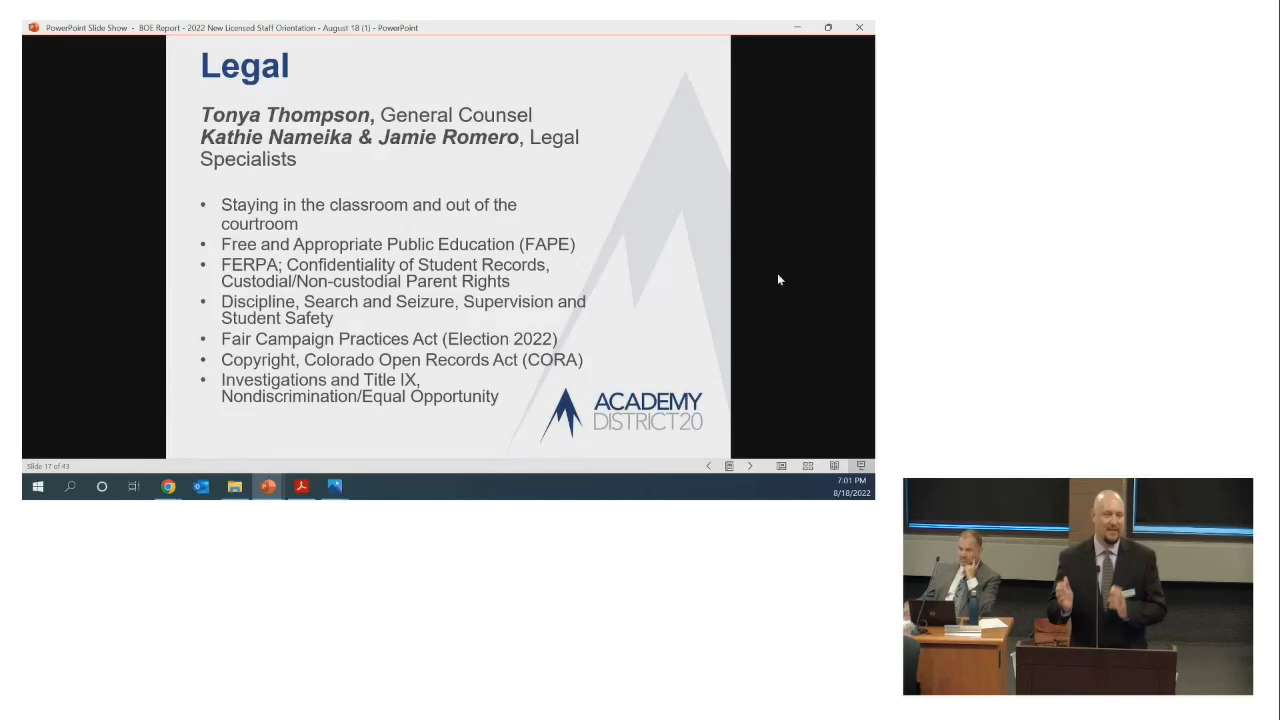 PowerPoint Slide Show - BOE Report - 2022 New Licensed Staff Orientation - August 18 (1) - PowerPoint
Legal
Tonya Thompson, General Counsel
Kathie Nameika & Jamie Romero, Legal
Specialists
• Staying in the classroom and out of the
courtroom
• Free and Appropriate Public Education (FAPE)
• FERPA; Confidentiality of Student Records,
Custodial/Non-custodial Parent Rights
• Discipline, Search and Seizure, Supervision and
Student Safety
• Fair Campaign Practices Act (Election 2022)
• Copyright, Colorado Open Records Act (CORA)
• Investigations and Title IX,
Nondiscrimination/Equal Opportunity
ACADEMY
DISTRICT20
Slide 17 of 43
7:01 PM
8/18/2022